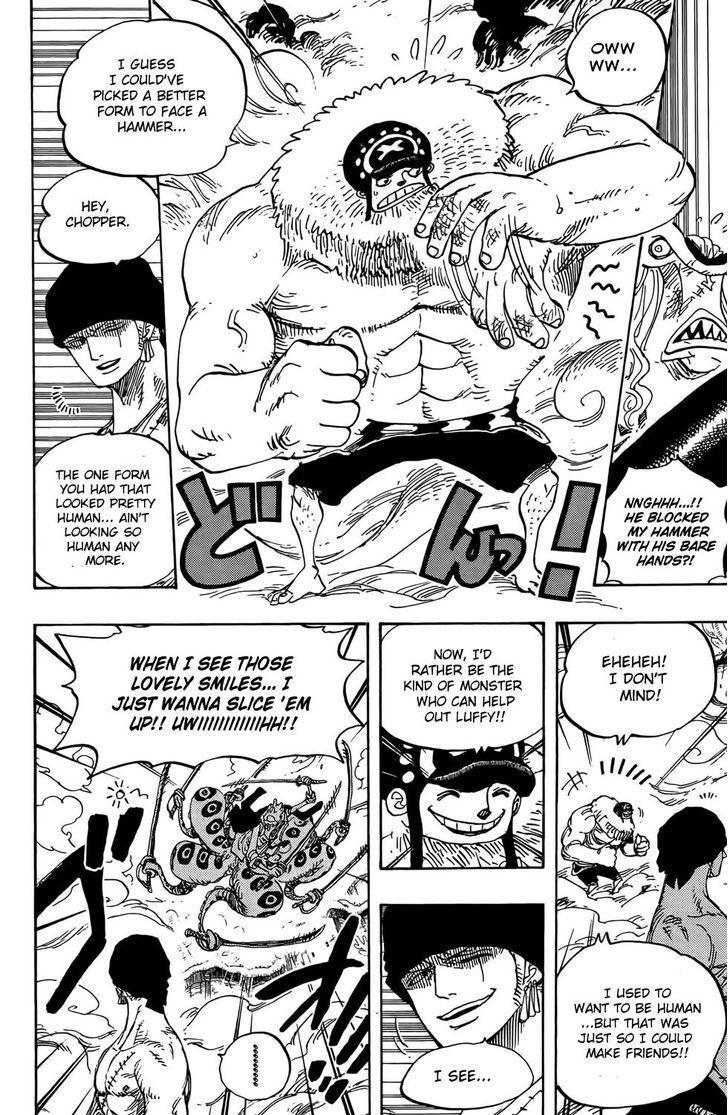 OWW
WW...
I GUESS
I COULD'VE
PICKED A BETTER
FORM TO FACE A
HAMMER...
NNGHHH...!!
HE BLOCKED
MY HAMMER
WITH HIS BARE
HANDS?!
どんっ!
HEY,
CHOPPER.
THE ONE FORM
YOU HAD THAT
LOOKED PRETTY
HUMAN... AIN'T
LOOKING SO
HUMAN ANY
MORE.
EHEHEH!
I DON'T
MIND!
I USED TO
WANT TO BE HUMAN
...BUT THAT WAS
JUST SO I COULD
MAKE FRIENDS!!
NOW, I'D
RATHER BE THE
KIND OF MONSTER
WHO CAN HELP
OUT LUFFY!!
I SEE...
WHEN I SEE THOSE
LOVELY SMILES... I
JUST WANNA SLICE 'EM
UP!! UWIIIIIIIIIIIIHH!!